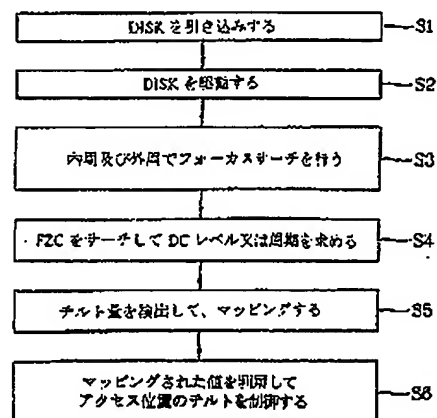 DISK を引き込みする
S1
DISK を駆動する
S2
内周及び外周でフォーカスサーチを行う
S3
FZC をサーチして DC レベル又は周期を求める
S4
チルト量を検出して、マッピングする
S5
マッピングされた値を利用して
アクセス位置のチルトを制御する
S6